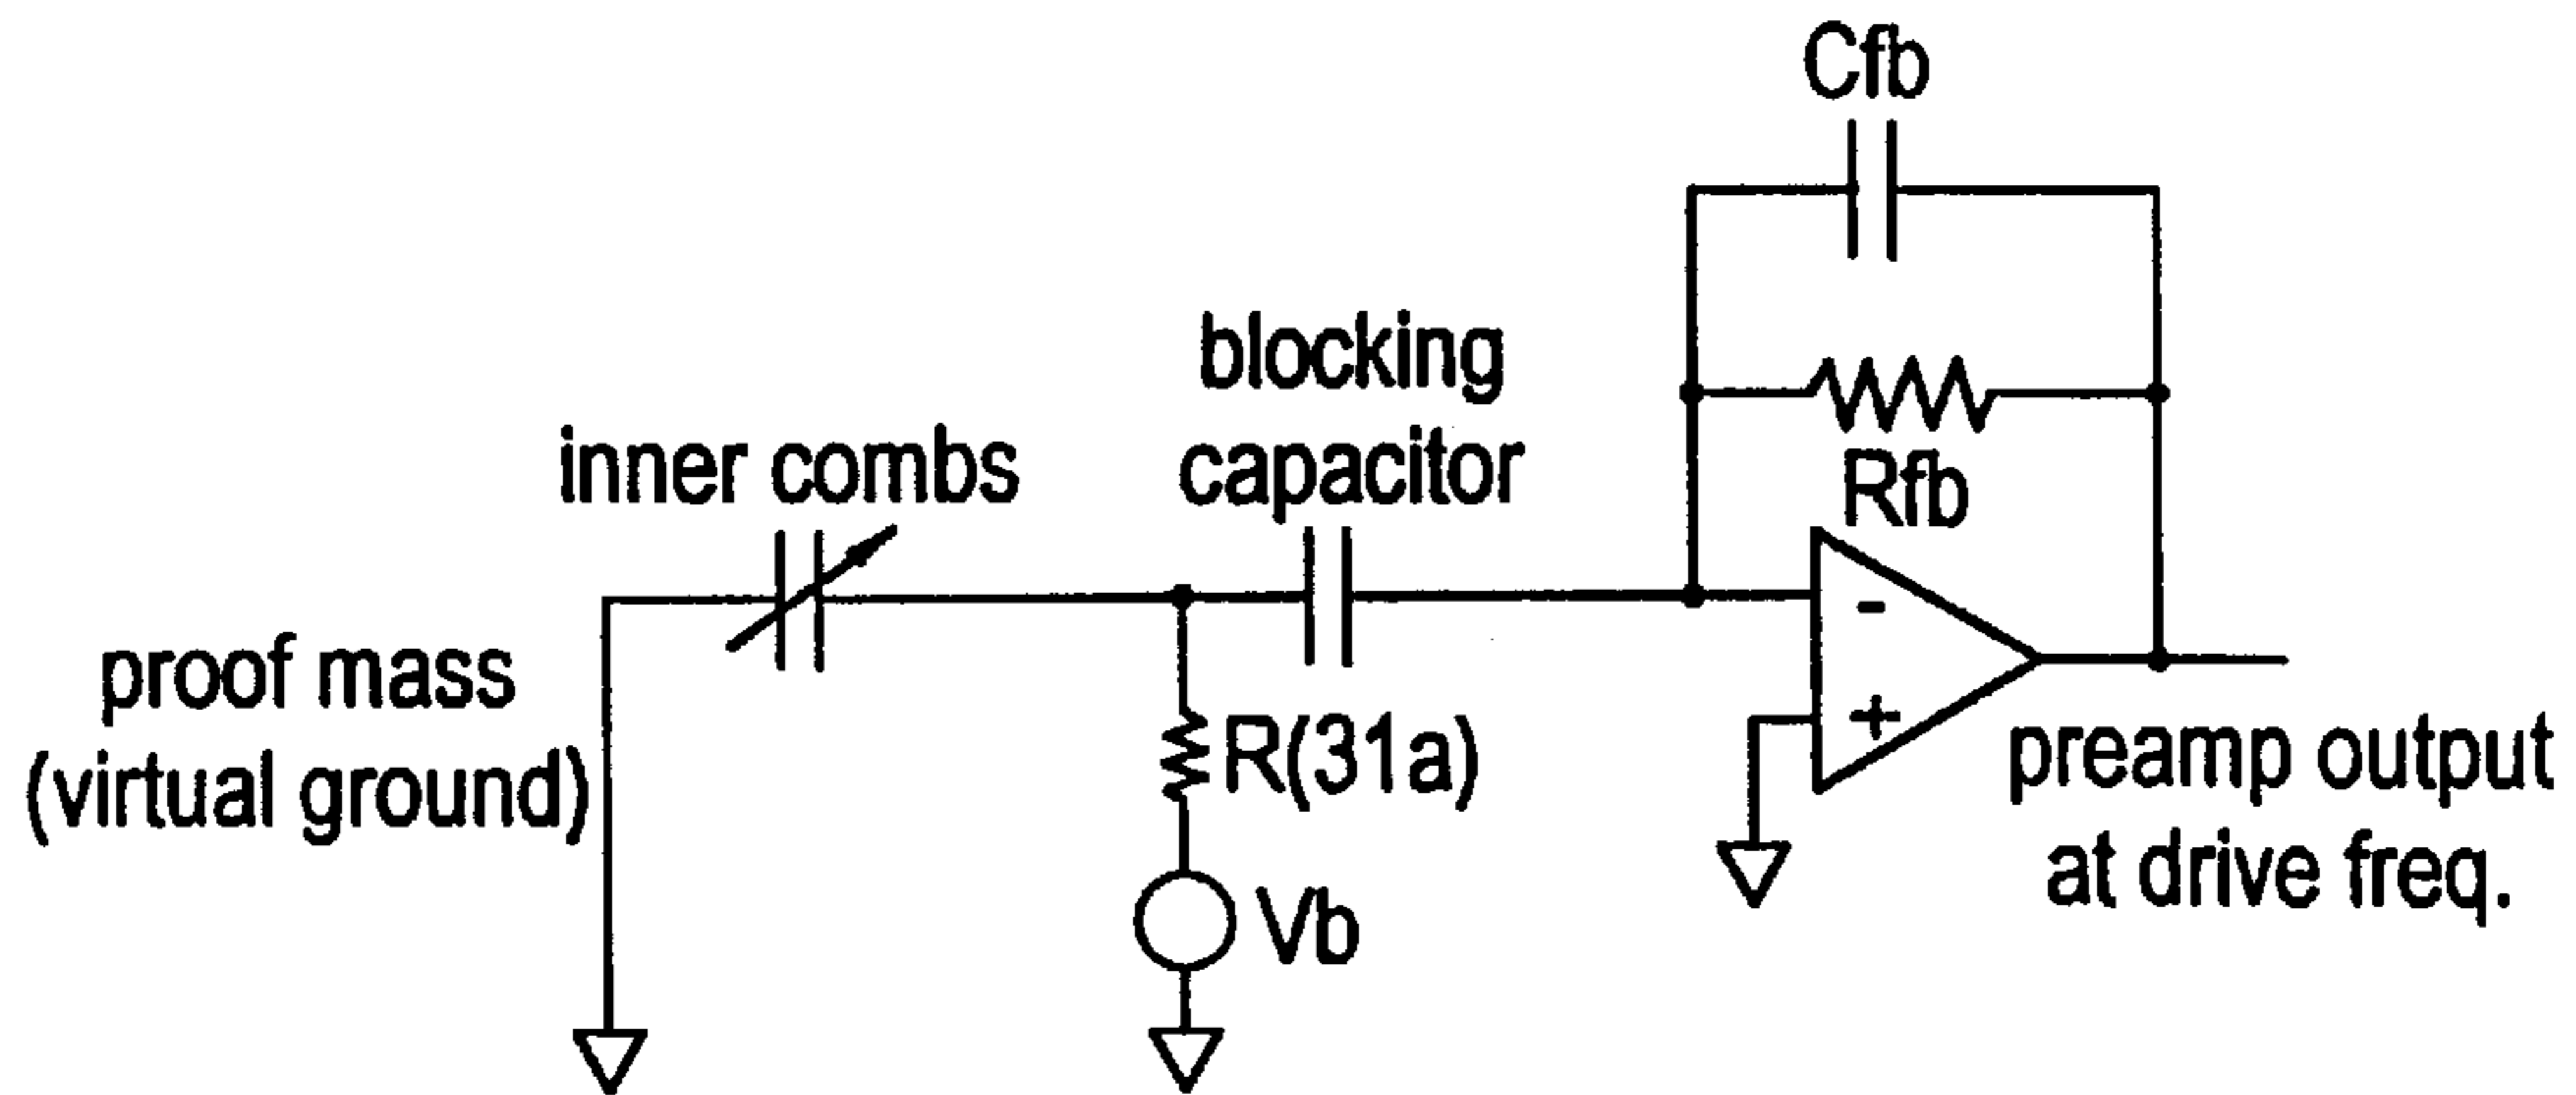 Cfb
blocking
capacitor
inner combs
Rfb
-
+
proof mass
(virtual ground)
R(31a)
Vb
preamp output
at drive freq.